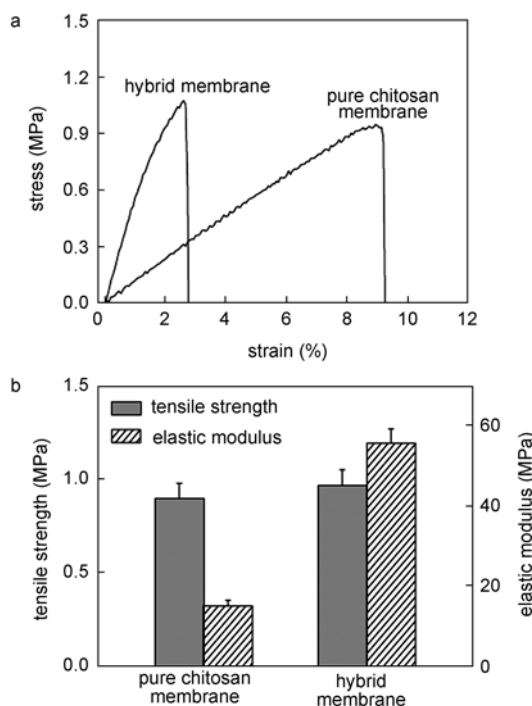 a
1.5
1.2
0.9
0.6
0.3
0.0
stress (MPa)
hybrid membrane
pure chitosan
membrane
0 2 4 6 8 10 12
strain (%)
b
1.5
1.0
0.5
0.0
tensile strength (MPa)
tensile strength
elastic modulus
60
40
20
0
elastic modulus (MPa)
pure chitosan
membrane
hybrid
membrane